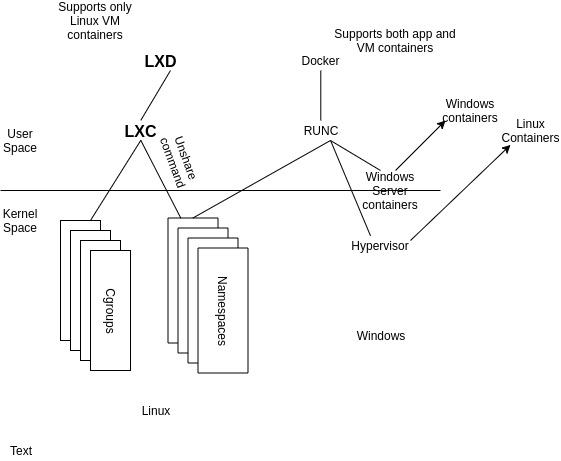 Supports only
Linux VM
containers
Supports both app and
VM containers
LXD
Docker
Windows
containers
Linux
Containers
User
Space
LXC
Unshare
command
RUNC
Windows
Server
containers
Kernel
Space
Hypervisor
Cgroups
Namespaces
Windows
Linux
Text